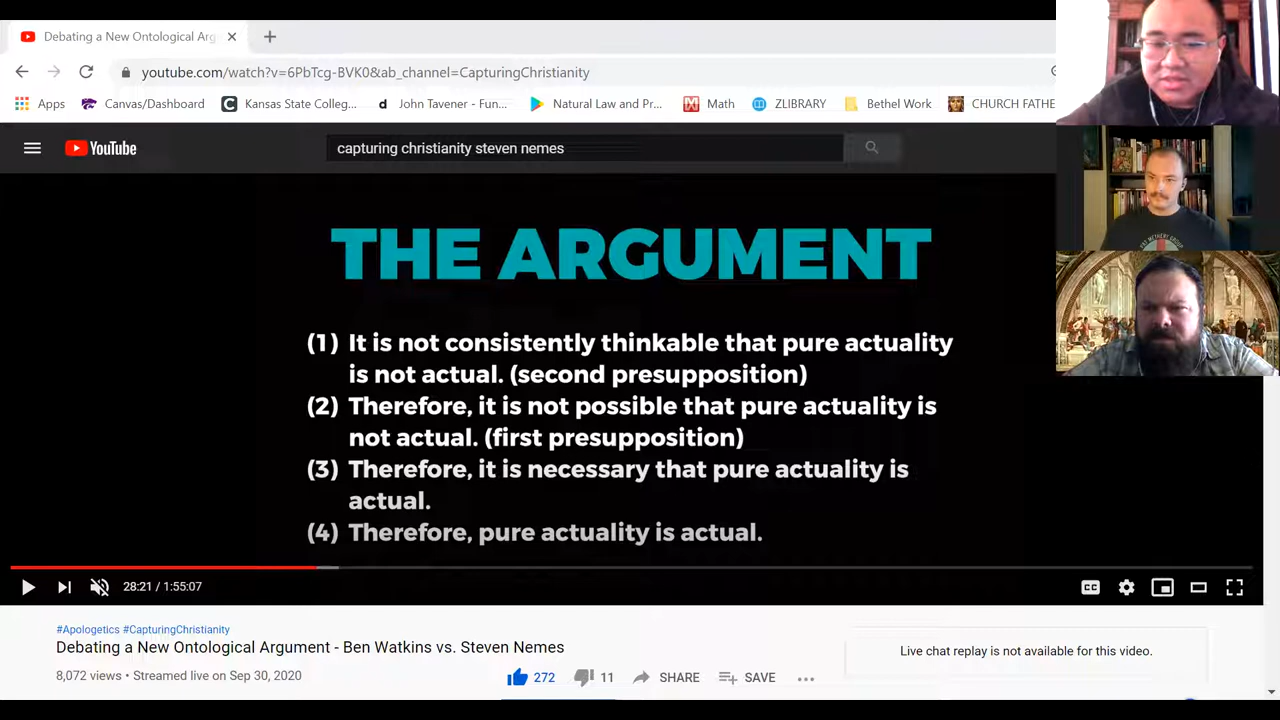 Debating a New Ontological Arg
youtube.com/watch?v=6PbTcg-BVK0&ab_channel=CapturingChristianity
Apps Canvas/Dashboard Kansas State Colleg... John Tavener - Fun... Natural Law and Pr... Math ZLIBRARY Bethel Work CHURCH FATHE
YouTube
capturing christianity steven nemes
THE ARGUMENT
(1) It is not consistently thinkable that pure actuality
is not actual. (second presupposition)
(2) Therefore, it is not possible that pure actuality is
not actual. (first presupposition)
(3) Therefore, it is necessary that pure actuality is
actual.
(4) Therefore, pure actuality is actual.
28:21 / 1:55:07
CC
#Apologetics #CapturingChristianity
Debating a New Ontological Argument - Ben Watkins vs. Steven Nemes
Live chat replay is not available for this video.
8,072 views • Streamed live on Sep 30, 2020
272 11 SHARE SAVE ...